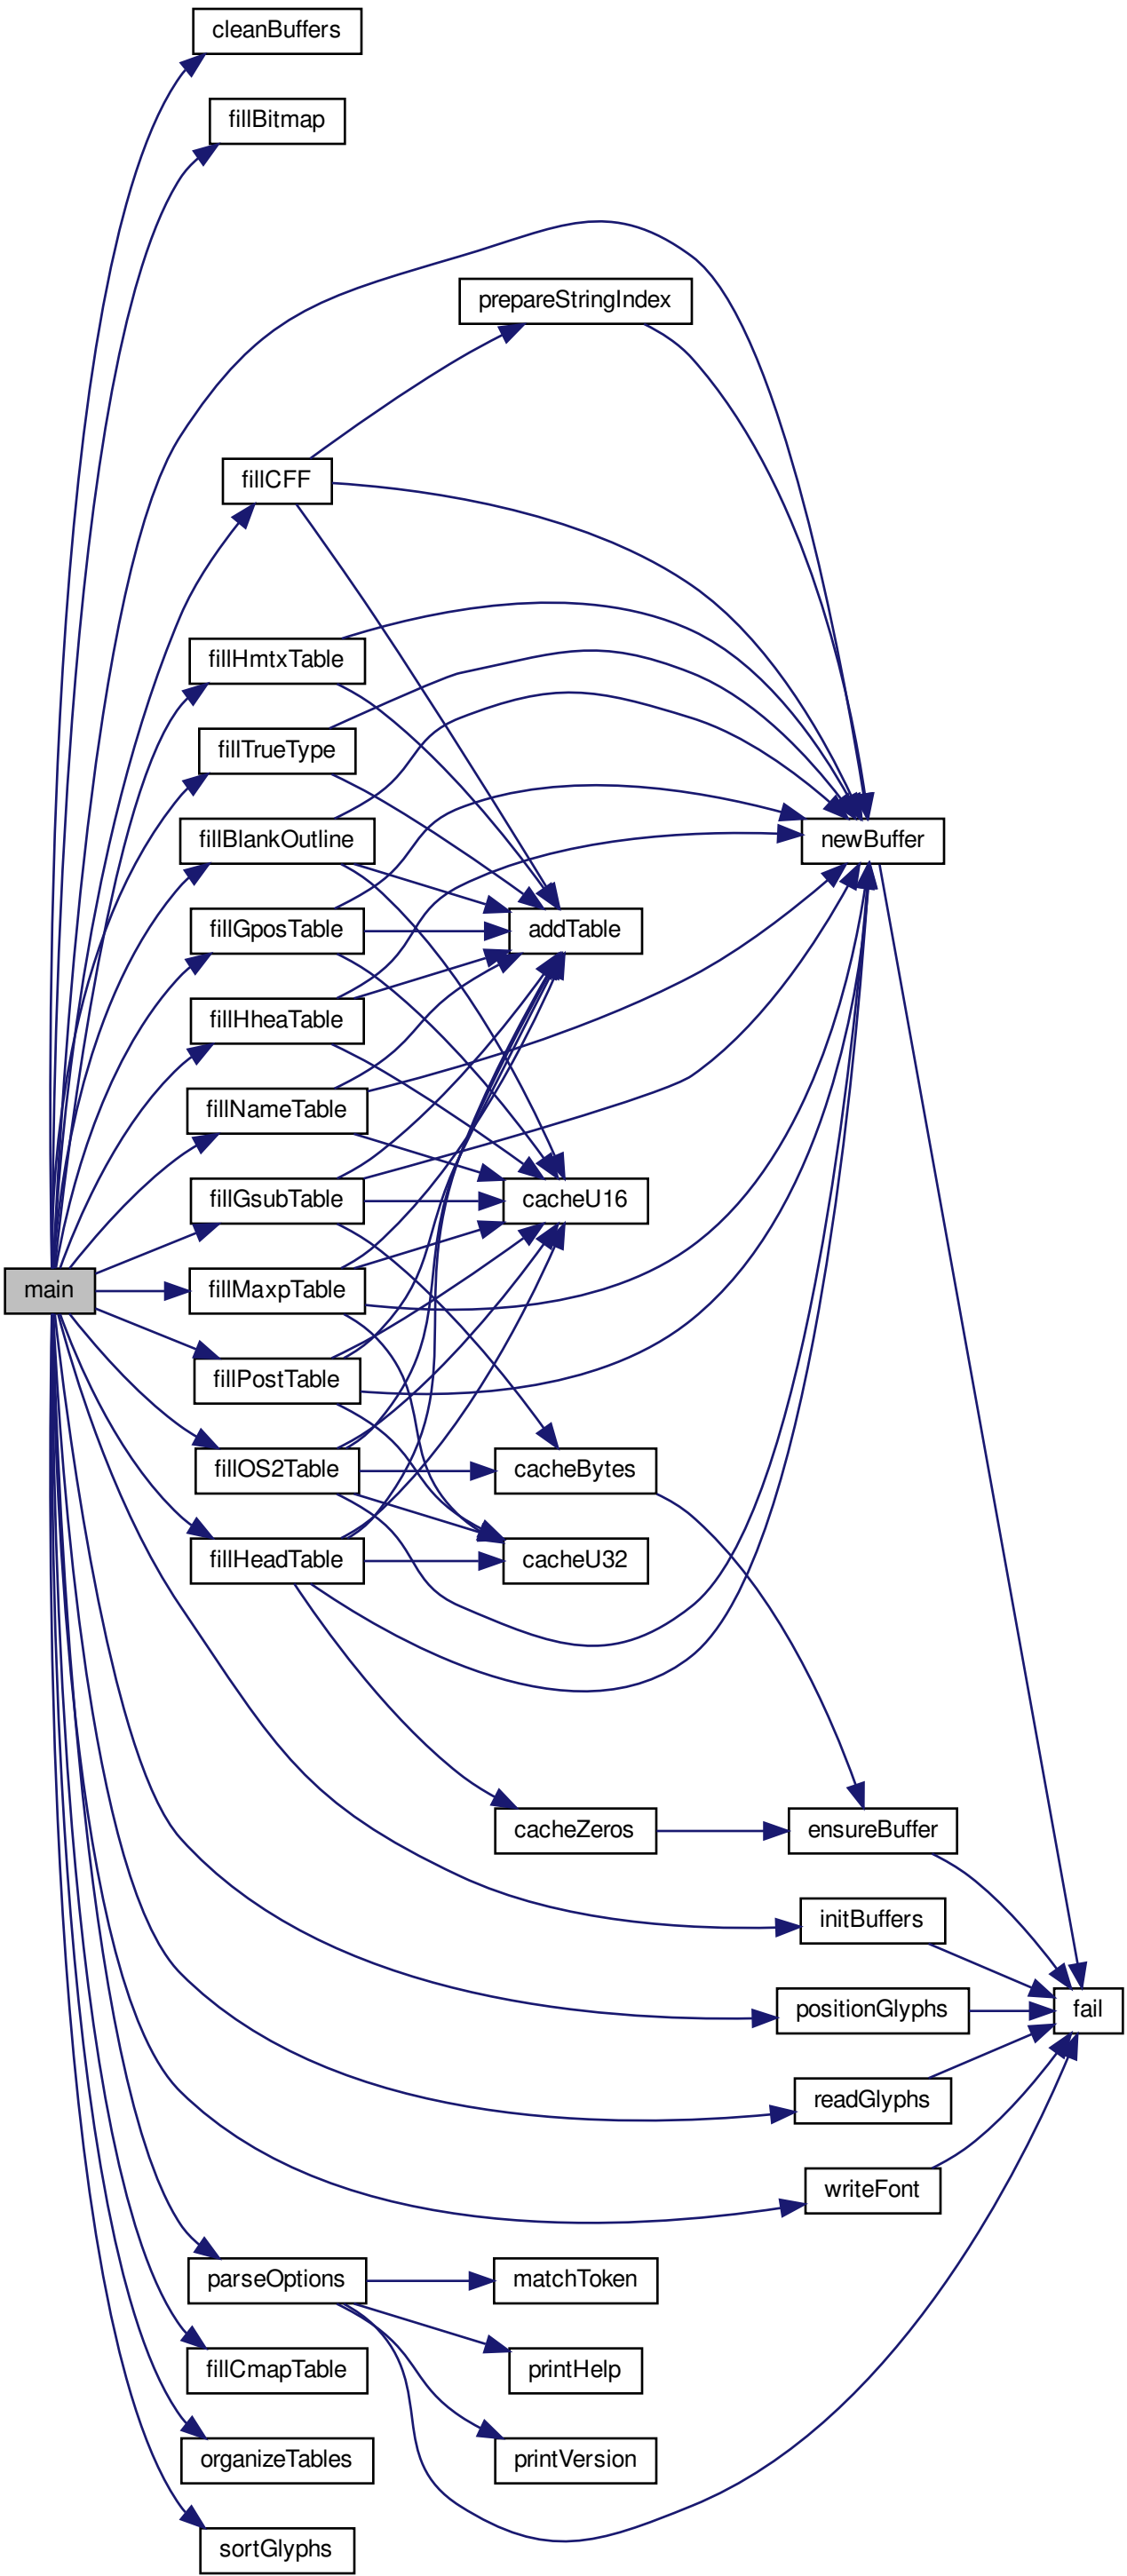 cleanBuffers
fillBitmap
prepareStringIndex
fillCFF
fillHmtxTable
fillTrueType
fillBlankOutline
newBuffer
fillGposTable
addTable
fillHheaTable
fillNameTable
fillGsubTable
cacheU16
main
fillMaxpTable
fillPostTable
fillOS2Table
cacheBytes
fillHeadTable
cacheU32
cacheZeros
ensureBuffer
initBuffers
positionGlyphs
fail
readGlyphs
writeFont
parseOptions
matchToken
fillCmapTable
printHelp
organizeTables
printVersion
sortGlyphs